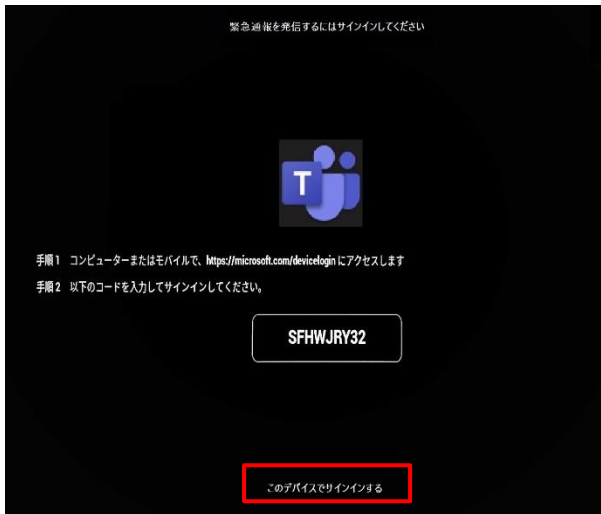 緊急通報を発信するにはサインインしてください
T
手順1 コンピューターまたはモバイルで、https://microsoft.com/devicelogin にアクセスします
手順2 以下のコードを入力してサインインしてください。
SFHWJRY32
このデバイスでサインインする